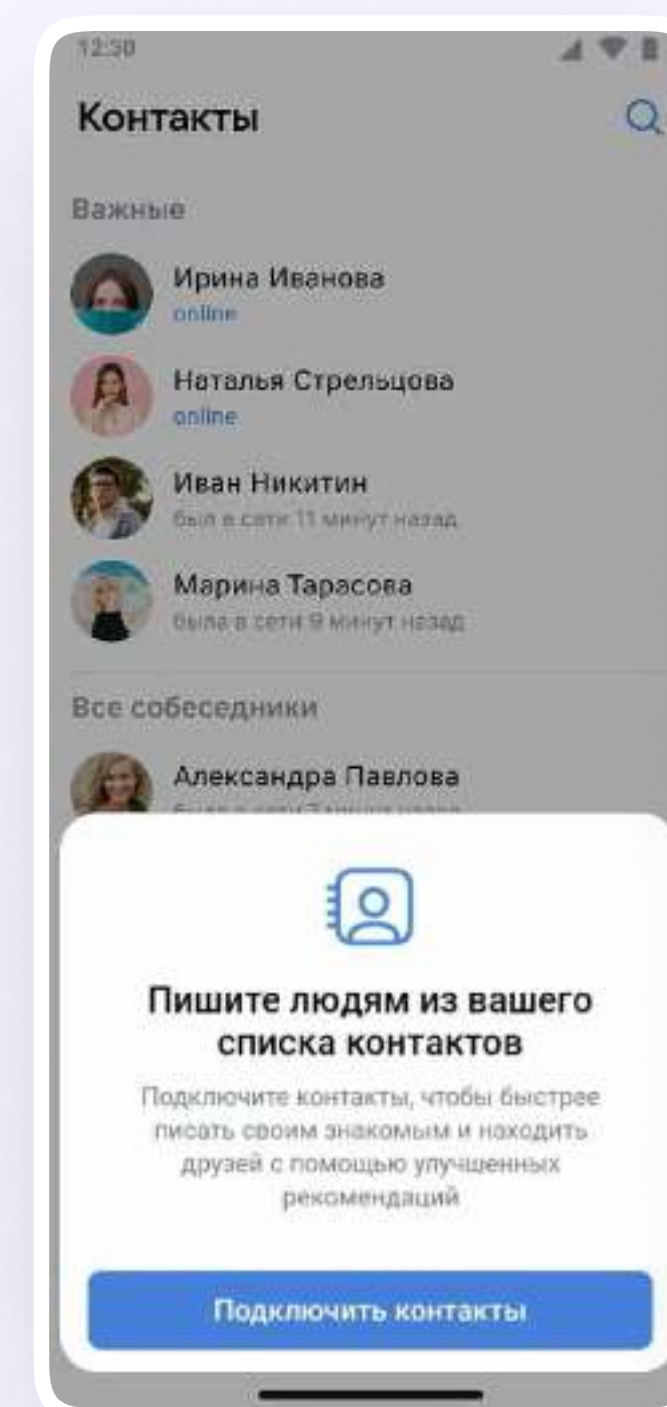 12:30
Контакты
Важные
Ирина Иванова
online
Наталья Стрельцова
online
Иван Никитин
был в сети 11 минут назад
Марина Тарасова
была в сети 9 минут назад
Все собеседники
Александра Павлова
Пишите людям из вашего
списка контактов
Подключите контакты, чтобы быстрее
писать своим знакомым и находить
друзей с помощью улучшенных
рекомендаций
Подключить контакты